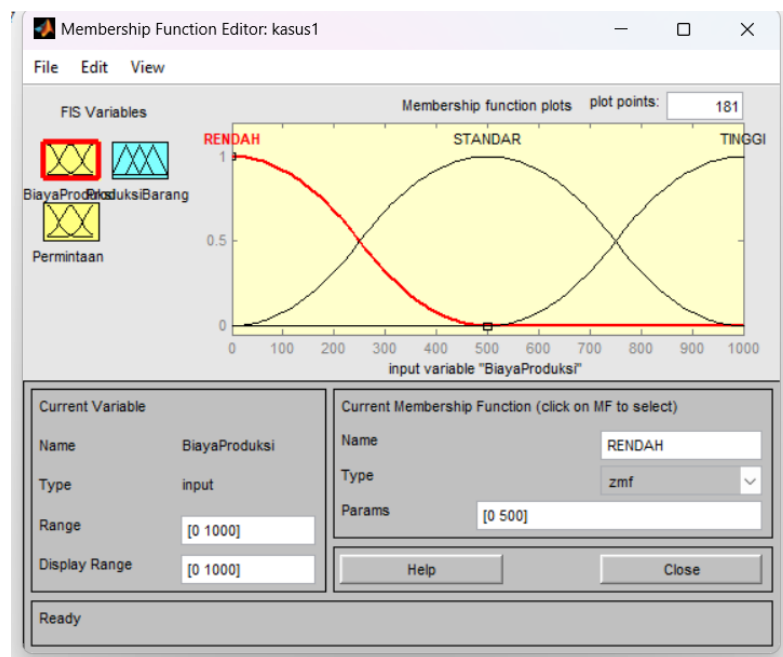 Membership Function Editor: kasus1
File Edit View
FIS Variables
BiayaProduksi
ProduksiBarang
Permintaan
Membership function plots plot points: 181
RENDAH STANDAR TINGGI
1
0.5
0
0 100 200 300 400 500 600 700 800 900 1000
input variable "BiayaProduksi"
Current Variable
Name BiayaProduksi
Type input
Range [0 1000]
Display Range [0 1000]
Current Membership Function (click on MF to select)
Name RENDAH
Type zmf
Params [0 500]
Help Close
Ready